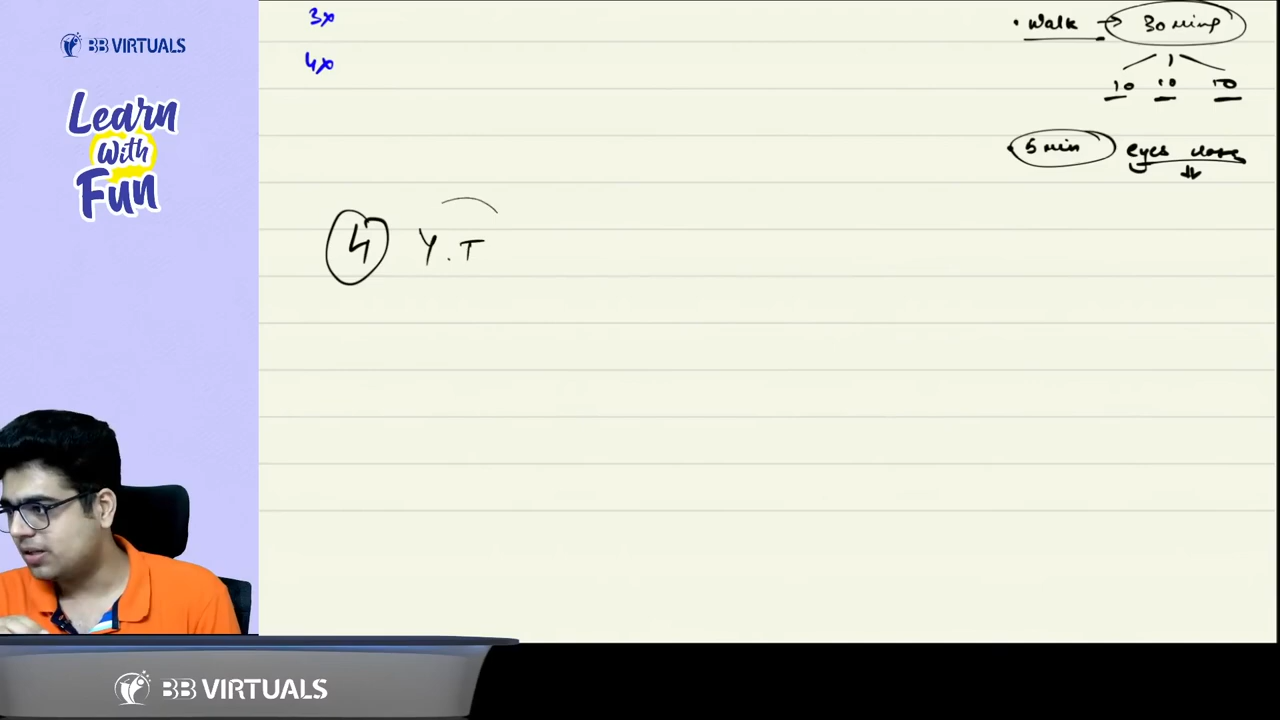 BB VIRTUALS
Learn
With
Fun
3x
4x
• Walk → 30 mins
10 10 10
• 5 min eyes close
4 Y.T
BB VIRTUALS